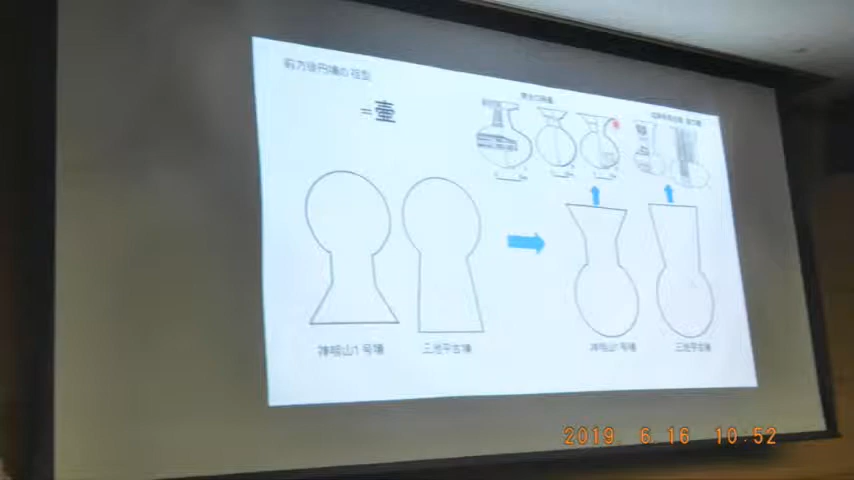 前方後円墳の祖型
=壷
神明山1号墳
三池平古墳
神明山1号墳
三池平古墳
2019. 6.16 10:52